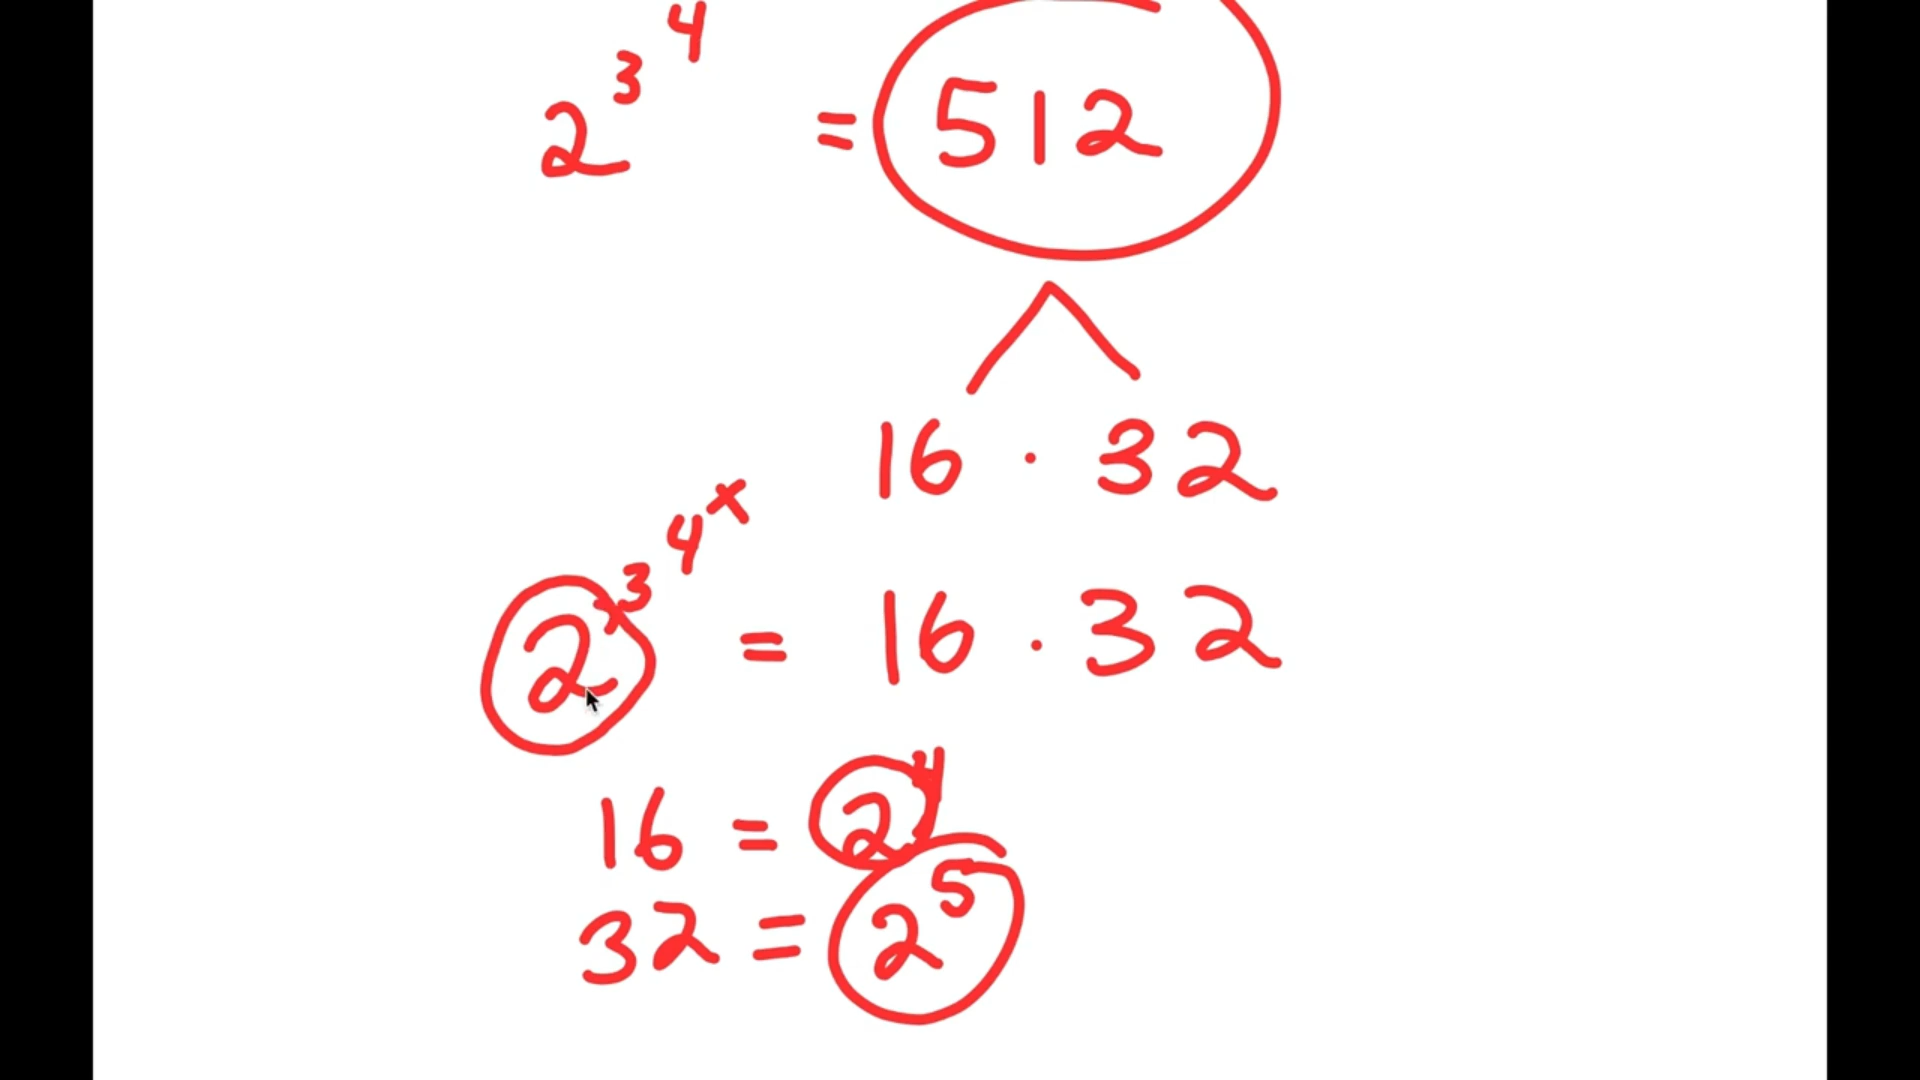 2^3^4 = 512
16 · 32
2^3^4^x = 16 · 32
16 = 2^4
32 = 2^5